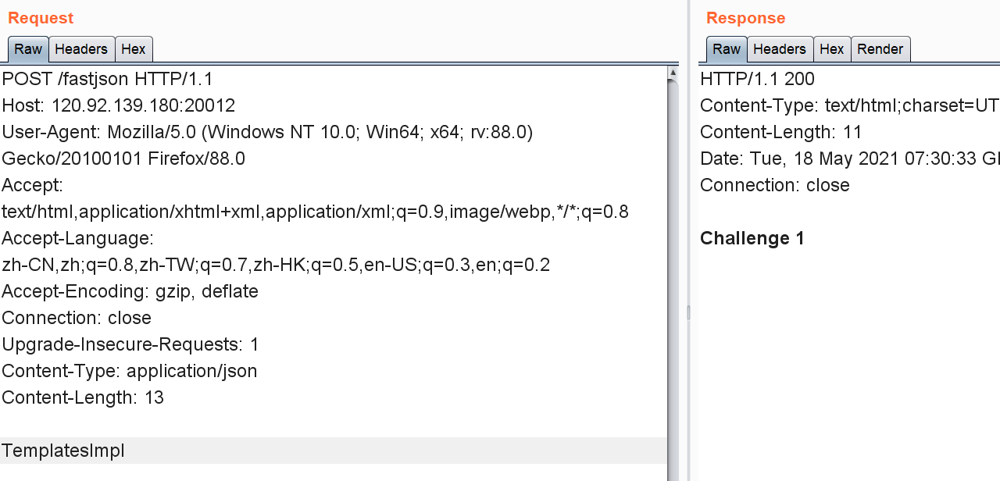 Request
Raw Headers Hex
POST /fastjson HTTP/1.1
Host: 120.92.139.180:20012
User-Agent: Mozilla/5.0 (Windows NT 10.0; Win64; x64; rv:88.0)
Gecko/20100101 Firefox/88.0
Accept:
text/html,application/xhtml+xml,application/xml;q=0.9,image/webp,*/*;q=0.8
Accept-Language:
zh-CN,zh;q=0.8,zh-TW;q=0.7,zh-HK;q=0.5,en-US;q=0.3,en;q=0.2
Accept-Encoding: gzip, deflate
Connection: close
Upgrade-Insecure-Requests: 1
Content-Type: application/json
Content-Length: 13
TemplatesImpl
Response
Raw Headers Hex Render
HTTP/1.1 200
Content-Type: text/html;charset=UT
Content-Length: 11
Date: Tue, 18 May 2021 07:30:33 G
Connection: close
Challenge 1